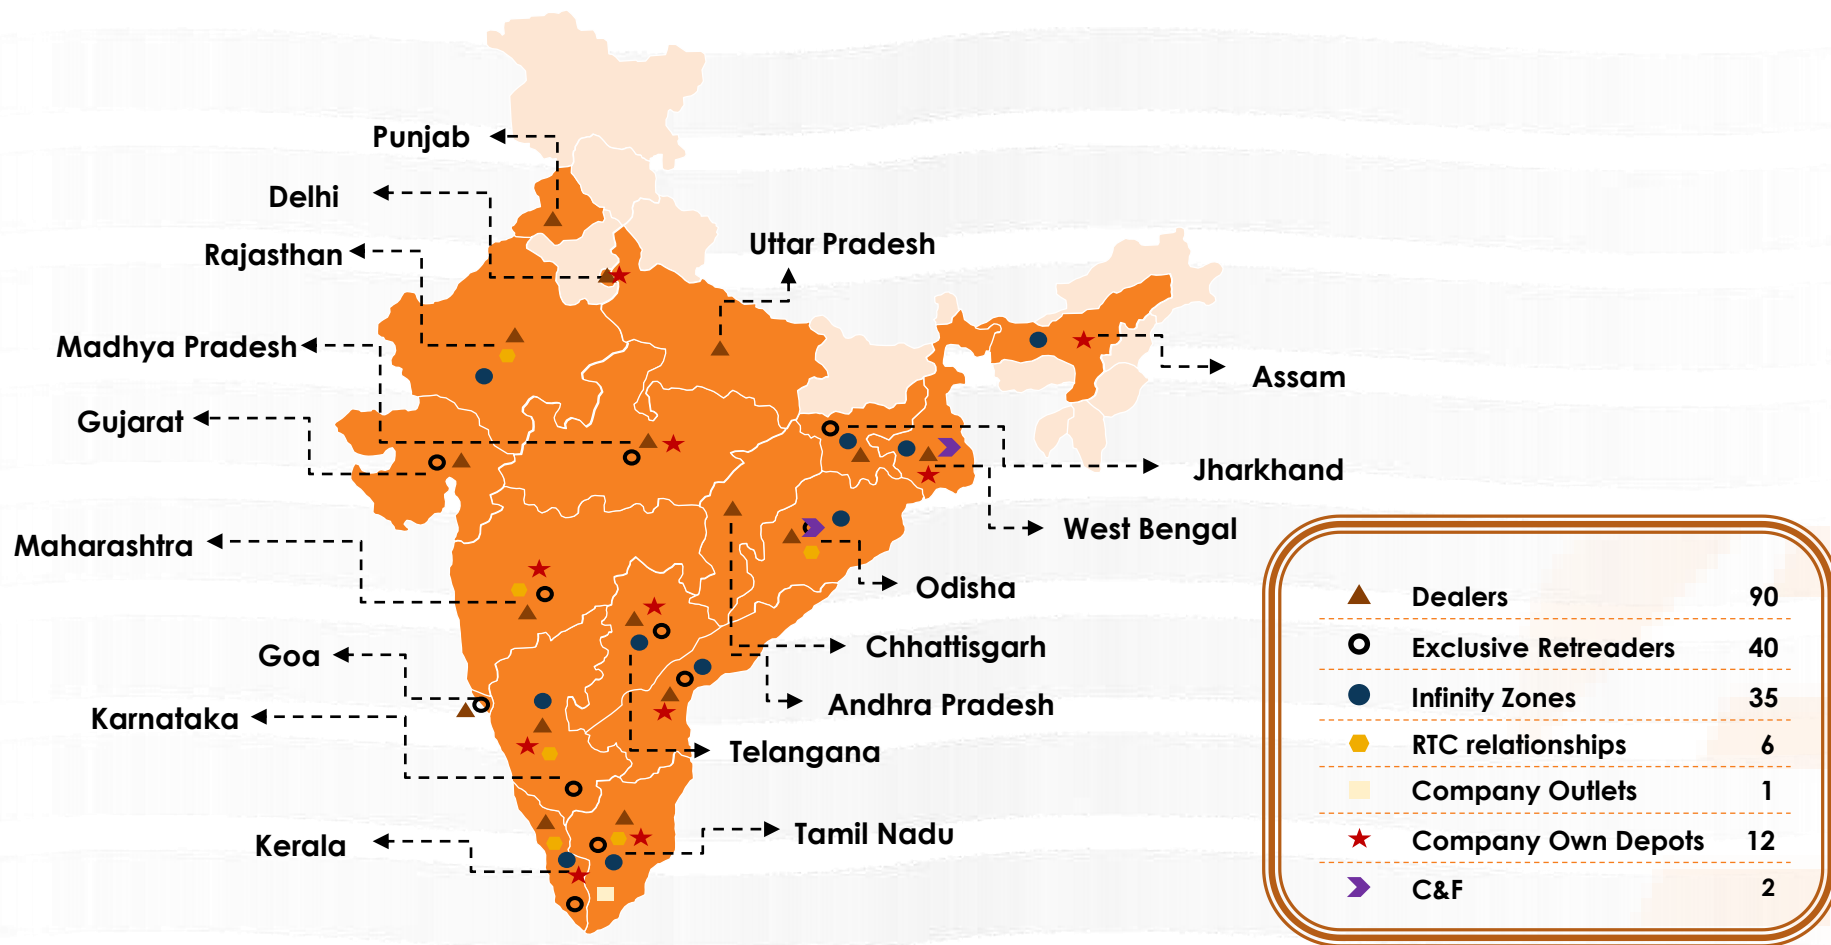 Punjab
Delhi
Rajasthan
Uttar Pradesh
Madhya Pradesh
Assam
Gujarat
Jharkhand
West Bengal
Maharashtra
Odisha
Goa
Chhattisgarh
Karnataka
Andhra Pradesh
Telangana
Kerala
Tamil Nadu
Dealers 90
Exclusive Retreaders 40
Infinity Zones 35
RTC relationships 6
Company Outlets 1
Company Own Depots 12
C&F 2